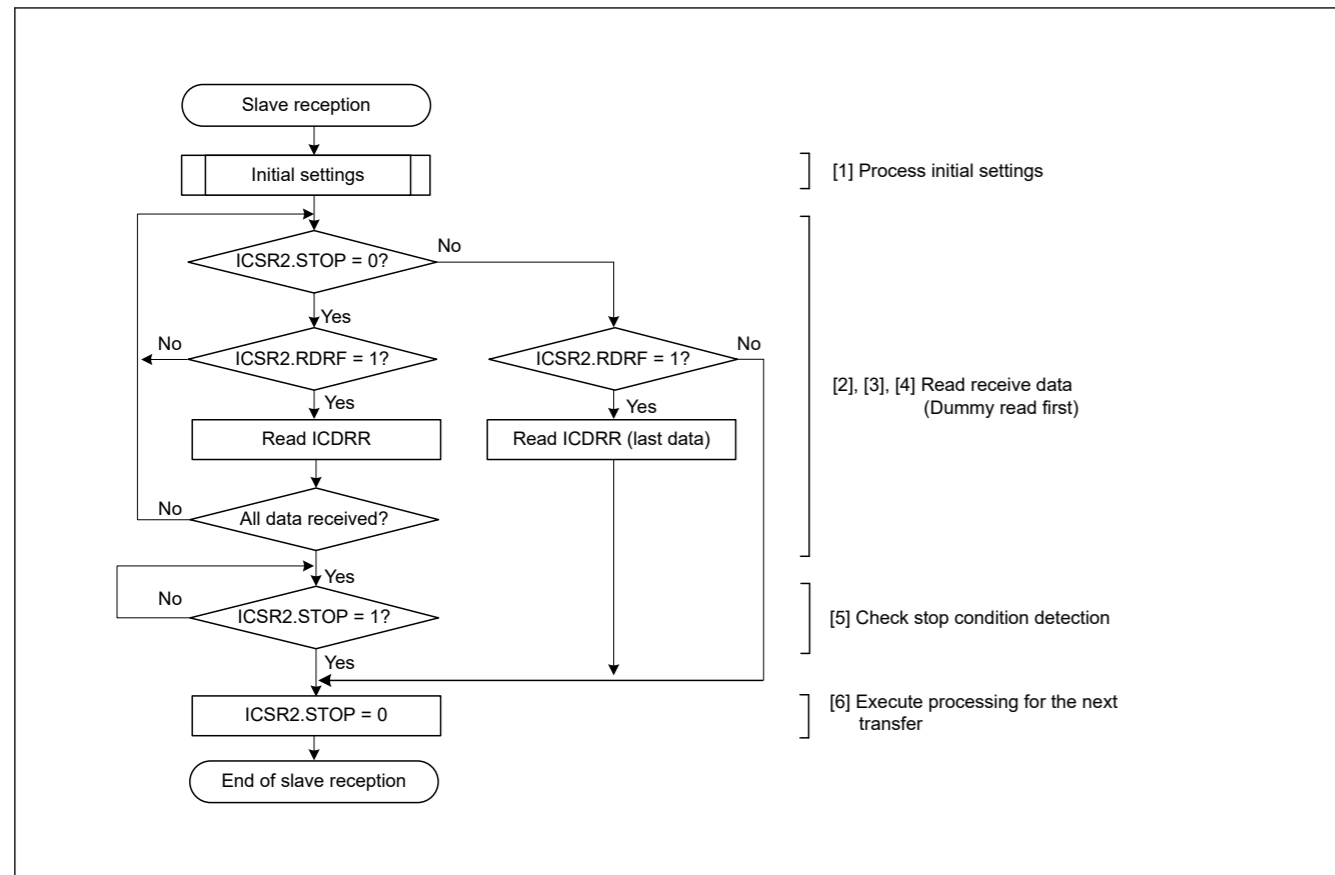 Slave reception
Initial settings
[1] Process initial settings
ICSR2.STOP = 0?
No
Yes
No
ICSR2.RDRF = 1?
ICSR2.RDRF = 1?
No
Yes
Yes
[2], [3], [4] Read receive data
(Dummy read first)
Read ICDRR
Read ICDRR (last data)
No
All data received?
Yes
No
ICSR2.STOP = 1?
[5] Check stop condition detection
Yes
ICSR2.STOP = 0
[6] Execute processing for the next
transfer
End of slave reception